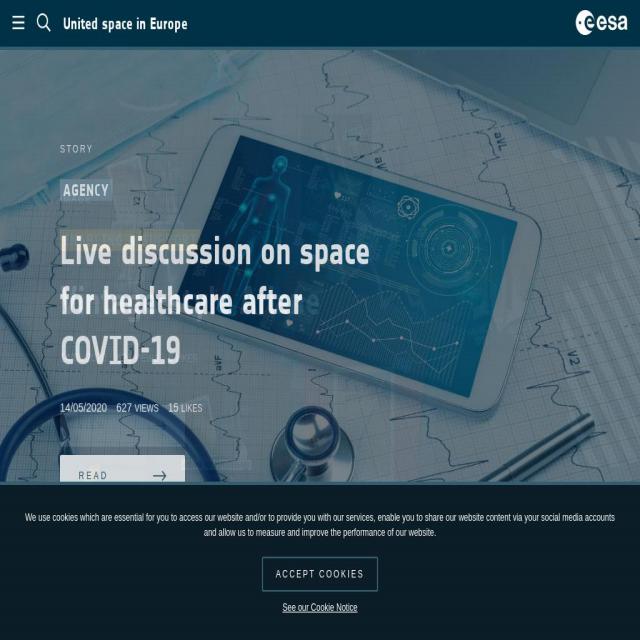 United space in Europe
esa
STORY
AGENCY
Live discussion on space
for healthcare after
COVID-19
14/05/2020 627 VIEWS 15 LIKES
READ
aVL
V2
aVF
We use cookies which are essential for you to access our website and/or to provide you with our services, enable you to share our website content via your social media accounts
and allow us to measure and improve the performance of our website.
ACCEPT COOKIES
See our Cookie Notice